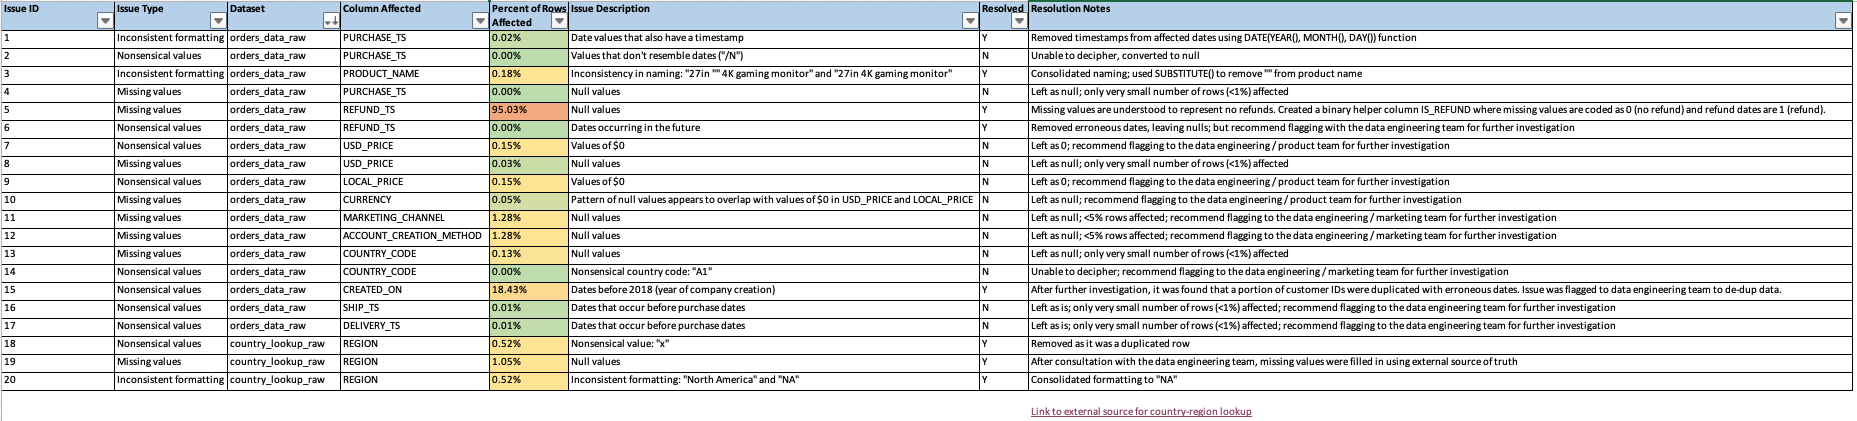 Issue ID Issue Type Dataset Column Affected Percent of Rows Affected Issue Description Resolved Resolution Notes
1 Inconsistent formatting orders_data_raw PURCHASE_TS 0.02% Date values that also have a timestamp Y Removed timestamps from affected dates using DATE(YEAR(), MONTH(), DAY()) function
2 Nonsensical values orders_data_raw PURCHASE_TS 0.00% Values that don't resemble dates ("/N") N Unable to decipher, converted to null
3 Inconsistent formatting orders_data_raw PRODUCT_NAME 0.18% Inconsistency in naming: "27in "" 4K gaming monitor" and "27in 4K gaming monitor" Y Consolidated naming; used SUBSTITUTE() to remove "" from product name
4 Missing values orders_data_raw PURCHASE_TS 0.00% Null values N Left as null; only very small number of rows (<1%) affected
5 Missing values orders_data_raw REFUND_TS 95.03% Null values Y Missing values are understood to represent no refunds. Created a binary helper column IS_REFUND where missing values are coded as 0 (no refund) and refund dates are 1 (refund).
6 Nonsensical values orders_data_raw REFUND_TS 0.00% Dates occurring in the future Y Removed erroneous dates, leaving nulls; but recommend flagging with the data engineering team for further investigation
7 Nonsensical values orders_data_raw USD_PRICE 0.15% Values of $0 N Left as 0; recommend flagging to the data engineering / product team for further investigation
8 Missing values orders_data_raw USD_PRICE 0.03% Null values N Left as null; only very small number of rows (<1%) affected
9 Nonsensical values orders_data_raw LOCAL_PRICE 0.15% Values of $0 N Left as 0; recommend flagging to the data engineering / product team for further investigation
10 Missing values orders_data_raw CURRENCY 0.05% Pattern of null values appears to overlap with values of $0 in USD_PRICE and LOCAL_PRICE N Left as null; recommend flagging to the data engineering / product team for further investigation
11 Missing values orders_data_raw MARKETING_CHANNEL 1.28% Null values N Left as null; <5% rows affected; recommend flagging to the data engineering / marketing team for further investigation
12 Missing values orders_data_raw ACCOUNT_CREATION_METHOD 1.28% Null values N Left as null; <5% rows affected; recommend flagging to the data engineering / marketing team for further investigation
13 Missing values orders_data_raw COUNTRY_CODE 0.13% Null values N Left as null; only very small number of rows (<1%) affected
14 Nonsensical values orders_data_raw COUNTRY_CODE 0.00% Nonsensical country code: "A1" N Unable to decipher; recommend flagging to the data engineering / marketing team for further investigation
15 Nonsensical values orders_data_raw CREATED_ON 18.43% Dates before 2018 (year of company creation) Y After further investigation, it was found that a portion of customer IDs were duplicated with erroneous dates. Issue was flagged to data engineering team to de-dup data.
16 Nonsensical values orders_data_raw SHIP_TS 0.01% Dates that occur before purchase dates N Left as is; only very small number of rows (<1%) affected; recommend flagging to the data engineering team for further investigation
17 Nonsensical values orders_data_raw DELIVERY_TS 0.01% Dates that occur before purchase dates N Left as is; only very small number of rows (<1%) affected; recommend flagging to the data engineering team for further investigation
18 Nonsensical values country_lookup_raw REGION 0.52% Nonsensical value: "x" Y Removed as it was a duplicated row
19 Missing values country_lookup_raw REGION 1.05% Null values Y After consultation with the data engineering team, missing values were filled in using external source of truth
20 Inconsistent formatting country_lookup_raw REGION 0.52% Inconsistent formatting: "North America" and "NA" Y Consolidated formatting to "NA"
Link to external source for country-region lookup